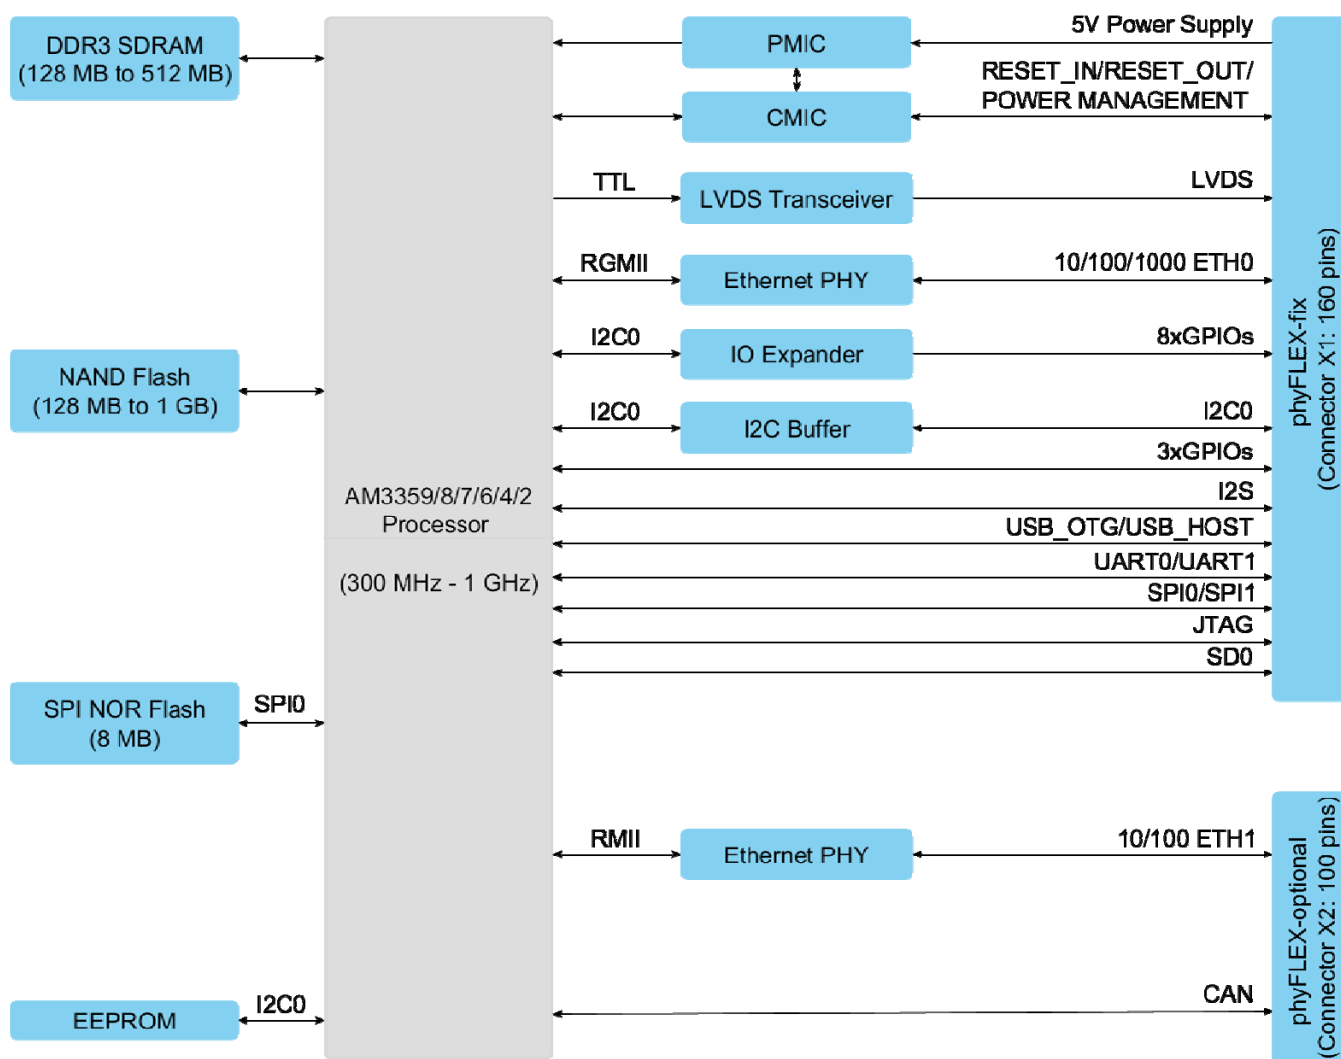 DDR3 SDRAM
(128 MB to 512 MB)
NAND Flash
(128 MB to 1 GB)
SPI NOR Flash
(8 MB)
SPI0
EEPROM
I2C0
AM3359/8/7/6/4/2
Processor
(300 MHz - 1 GHz)
PMIC
5V Power Supply
CMIC
RESET_IN/RESET_OUT/
POWER MANAGEMENT
TTL
LVDS Transceiver
LVDS
RGMII
Ethernet PHY
10/100/1000 ETH0
I2C0
IO Expander
8xGPIOs
I2C0
I2C Buffer
I2C0
3xGPIOs
I2S
USB_OTG/USB_HOST
UART0/UART1
SPI0/SPI1
JTAG
SD0
RMII
Ethernet PHY
10/100 ETH1
CAN
phyFLEX-fix
(Connector X1: 160 pins)
phyFLEX-optional
(Connector X2: 100 pins)